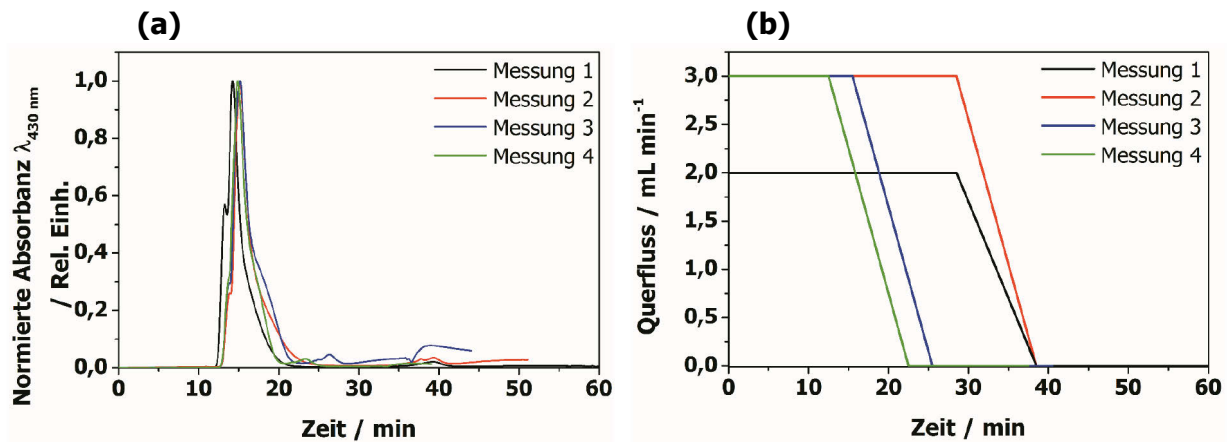 (a)
Normierte Absorbanz λ430 nm
/ Rel. Einh.
1,0
0,8
0,6
0,4
0,2
0,0
Messung 1
Messung 2
Messung 3
Messung 4
0 10 20 30 40 50 60
Zeit / min
(b)
Querfluss / mL min-1
3,0
2,5
2,0
1,5
1,0
0,5
0,0
Messung 1
Messung 2
Messung 3
Messung 4
0 10 20 30 40 50 60
Zeit / min